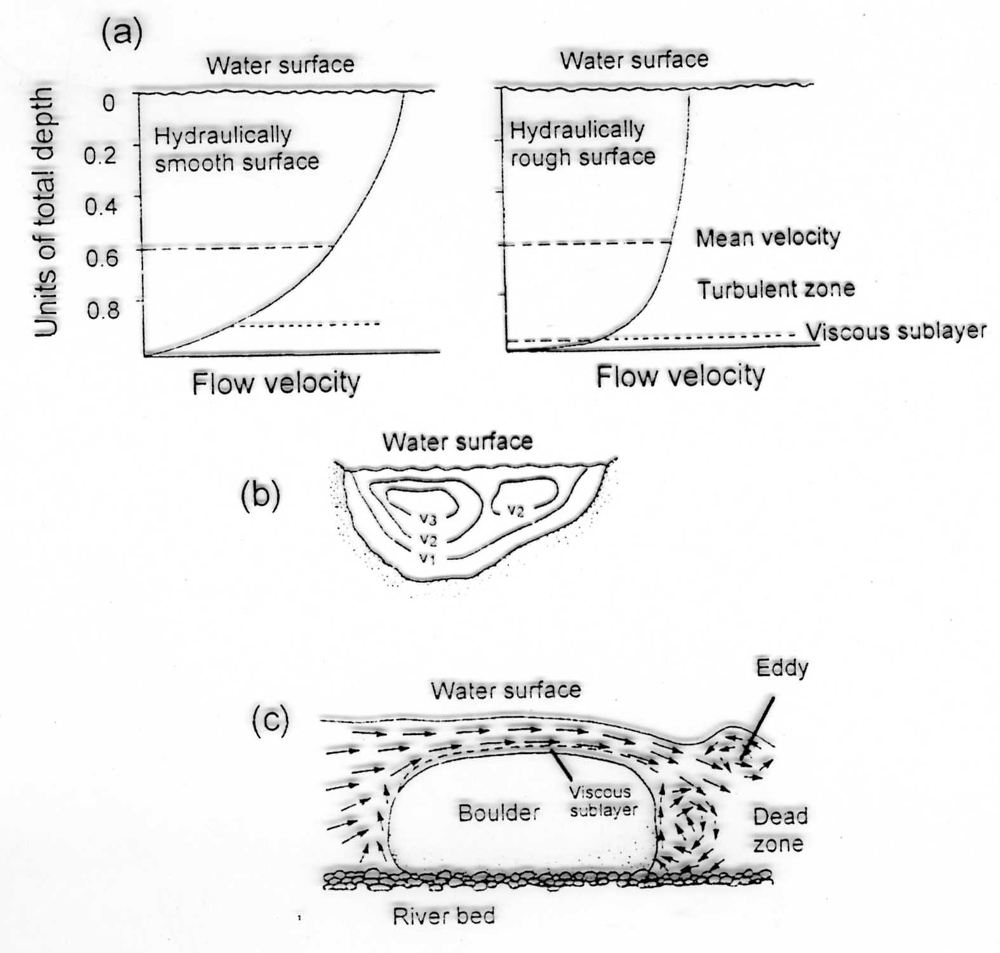 (a)
Water surface
Water surface
Units of total depth
0
0.2
0.4
0.6
0.8
Hydraulically
smooth surface
Hydraulically
rough surface
Mean velocity
Turbulent zone
Viscous sublayer
Flow velocity
Flow velocity
Water surface
(b)
v3
v2
v1
v2
Eddy
Water surface
(c)
Viscous
sublayer
Boulder
Dead
zone
River bed